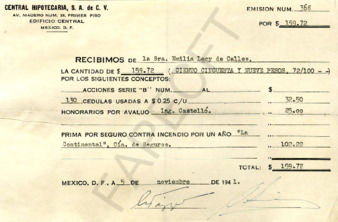 CENTRAL HIPOTECARIA, S. A. de C. V.
AV. MADERO NUM. 32, PRIMER PISO
EDIFICIO CENTRAL
MEXICO, D. F.
EMISION NUM. 366
POR $ 159.72
RECIBIMOS DE la Sra. Emilia Lacy de Calles.
LA CANTIDAD DE $ 159.72 ( CIENTO CINCUENTA Y NUEVE PESOS, 72/100 - - )
POR LOS SIGUIENTES CONCEPTOS:
ACCIONES SERIE "B" NUM. AL $
130 CEDULAS USADAS A $ 0.25 C/U 32.50
HONORARIOS POR AVALUO Ing. Castelló. 25.00
PRIMA POR SEGURO CONTRA INCENDIO POR UN AÑO "La
Continental", Cía. de Seguros. 102.22
TOTAL: $ 159.72
MEXICO, D. F., A 5 DE noviembre DE 1941.